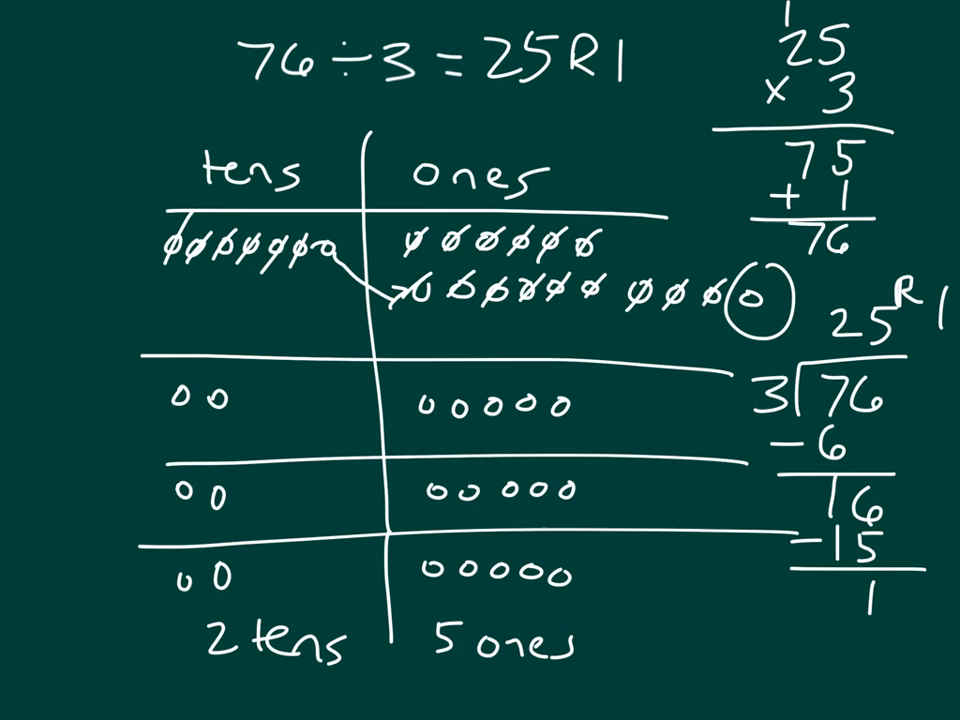 76 ÷ 3 = 25 R 1
tens ones
2 tens 5 ones
1
25
× 3
75
+ 1
76
25 R 1
3 76
- 6
16
- 15
1